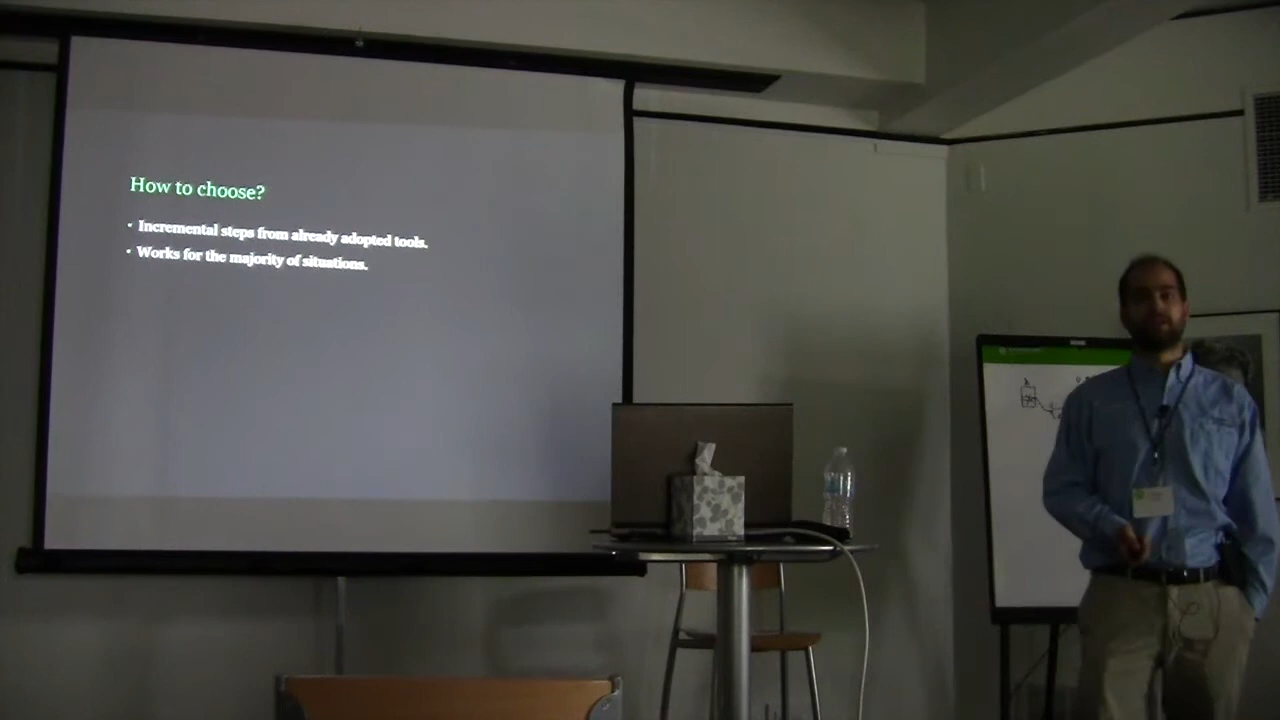 How to choose?
• Incremental steps from already adopted tools.
• Works for the majority of situations.